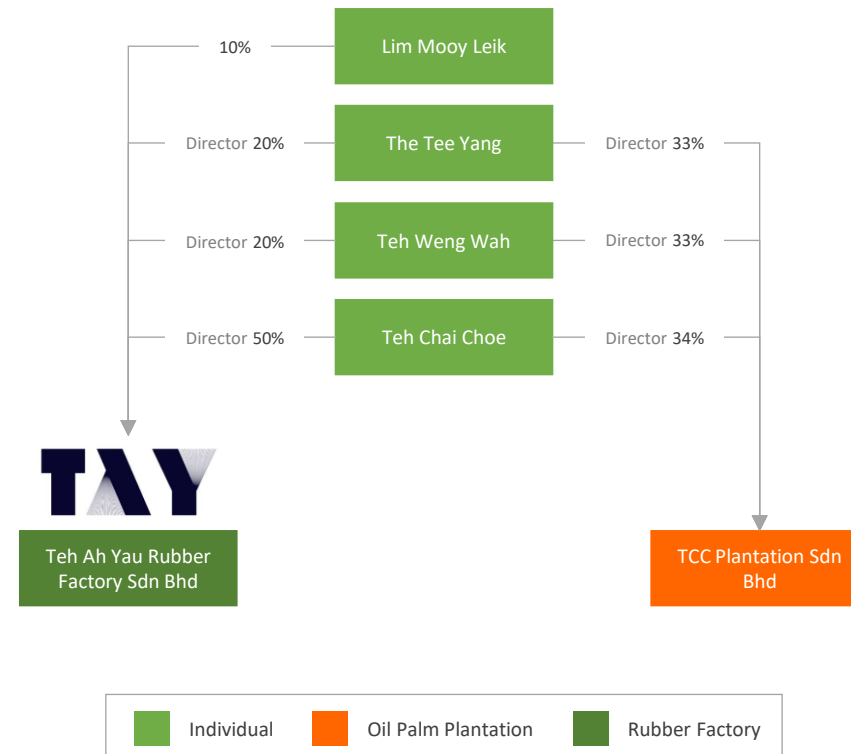 10%
Lim Mooy Leik
Director 20%
The Tee Yang
Director 33%
Director 20%
Teh Weng Wah
Director 33%
Director 50%
Teh Chai Choe
Director 34%
TAY
Teh Ah Yau Rubber
Factory Sdn Bhd
TCC Plantation Sdn
Bhd
Individual
Oil Palm Plantation
Rubber Factory